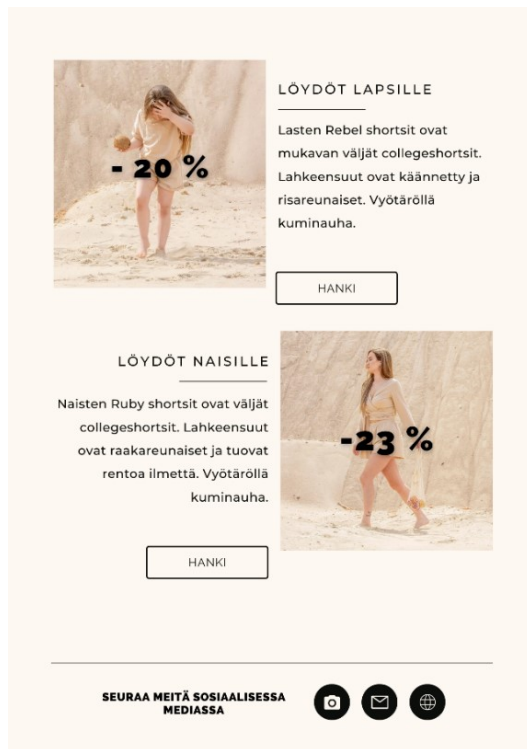 LÖYDÖT LAPSILLE
Lasten Rebel shortsit ovat
mukavan väljät collegeshortsit.
Lahkeensuut ovat käännetty ja
risareunaiset. Vyötäröllä
kuminauha.
- 20 %
HANKI
LÖYDÖT NAISILLE
Naisten Ruby shortsit ovat väljät
collegeshortsit. Lahkeensuut
ovat raakareunaiset ja tuovat
rentoa ilmettä. Vyötäröllä
kuminauha.
-23 %
HANKI
SEURAA MEITÄ SOSIAALISESSA
MEDIASSA